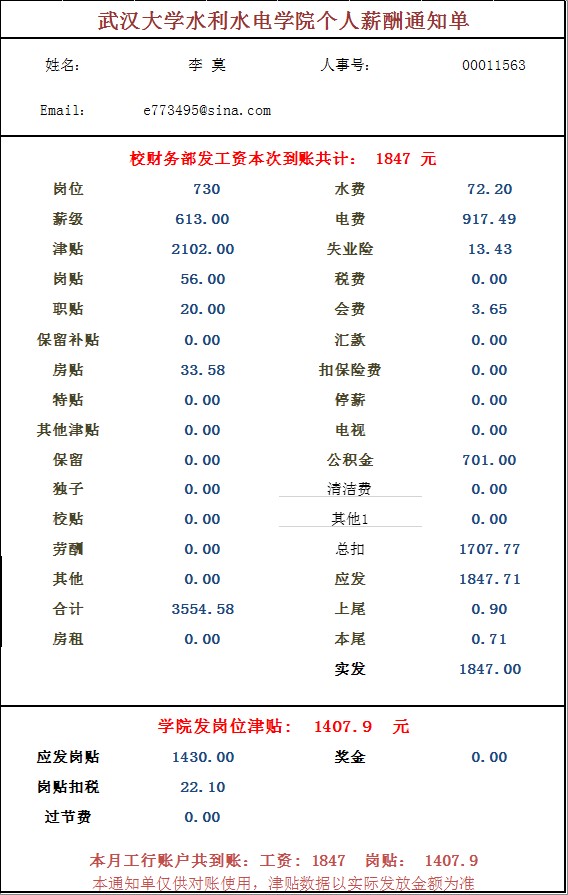 武汉大学水利水电学院个人薪酬通知单
姓名: 李 莫 人事号: 00011563
Email: e773495@sina.com
校财务部发工资本次到账共计: 1847 元
岗位 730 水费 72.20
薪级 613.00 电费 917.49
津贴 2102.00 失业险 13.43
岗贴 56.00 税费 0.00
职贴 20.00 会费 3.65
保留补贴 0.00 汇款 0.00
房贴 33.58 扣保险费 0.00
特贴 0.00 停薪 0.00
其他津贴 0.00 电视 0.00
保留 0.00 公积金 701.00
独子 0.00 清洁费 0.00
校贴 0.00 其他1 0.00
劳酬 0.00 总扣 1707.77
其他 0.00 应发 1847.71
合计 3554.58 上尾 0.90
房租 0.00 本尾 0.71
实发 1847.00
学院发岗位津贴: 1407.9 元
应发岗贴 1430.00 奖金 0.00
岗贴扣税 22.10
过节费 0.00
本月工行账户共到账: 工资: 1847 岗贴: 1407.9
本通知单仅供对账使用，津贴数据以实际发放金额为准